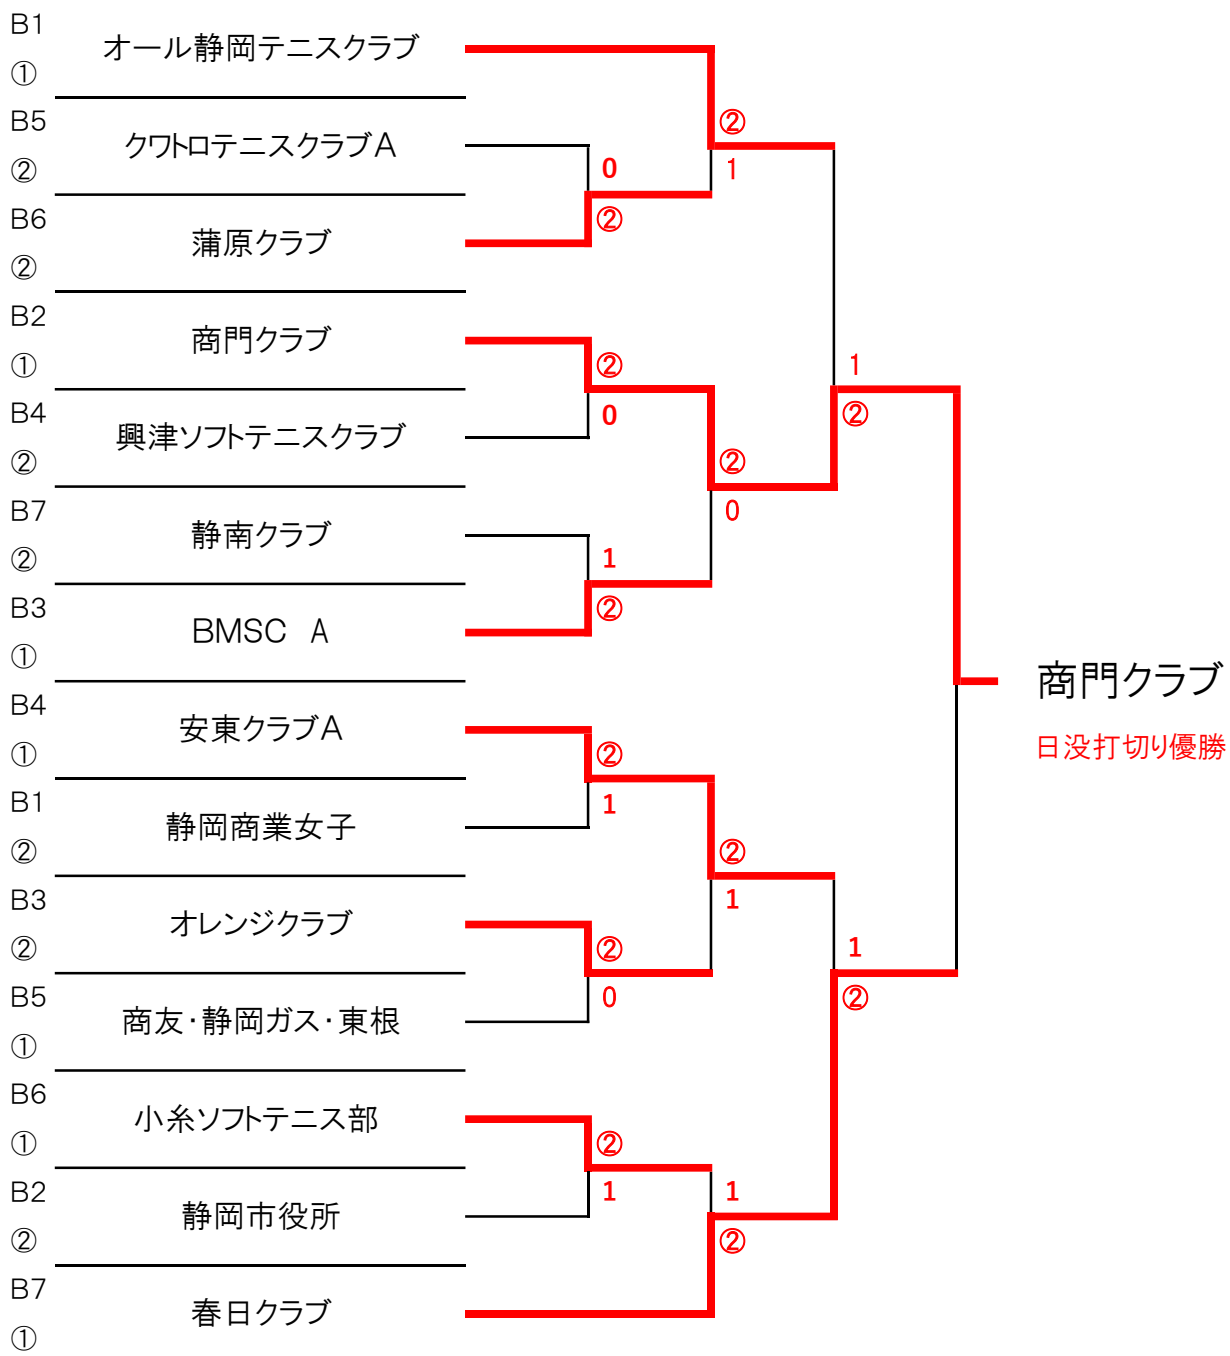 B1
オール静岡テニスクラブ
①
②
B5
クワトロテニスクラブA
②
0
1
②
B6
蒲原クラブ
②
B2
商門クラブ
①
②
1
0
②
B4
興津ソフトテニスクラブ
②
②
0
B7
静南クラブ
②
1
②
B3
BMSC A
①
商門クラブ
日没打切り優勝
B4
安東クラブA
①
②
1
B1
静岡商業女子
②
②
1
B3
オレンジクラブ
②
②
1
0
②
B5
商友・静岡ガス・東根
①
B6
小糸ソフトテニス部
①
②
1
1
B2
静岡市役所
②
②
B7
春日クラブ
①